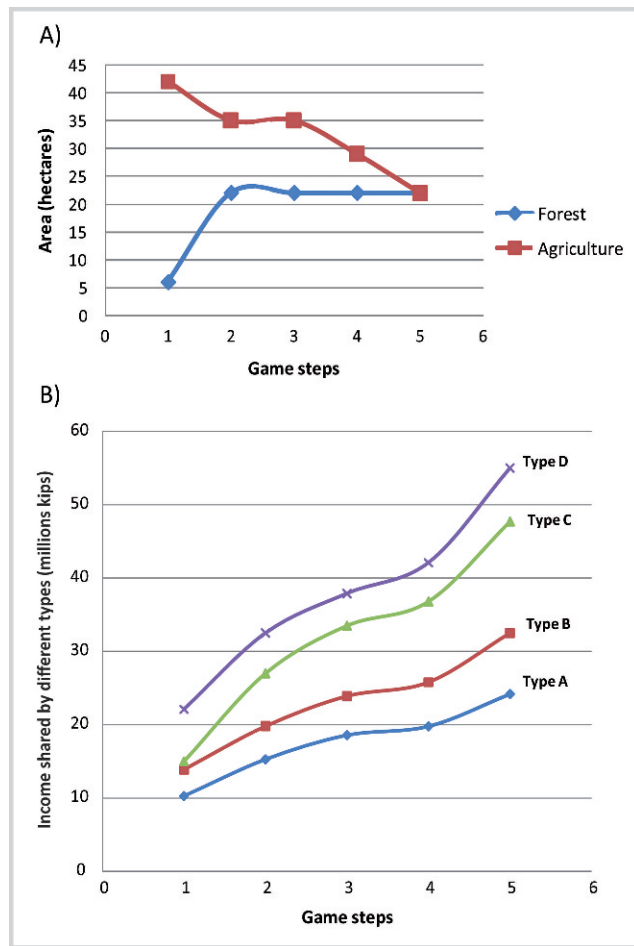 A)
Area (hectares)
45
40
35
30
25
20
15
10
5
0
0 1 2 3 4 5 6
Game steps
Forest
Agriculture
B)
Income shared by different types (millions kips)
60
50
40
30
20
10
0
0 1 2 3 4 5 6
Game steps
Type D
Type C
Type B
Type A